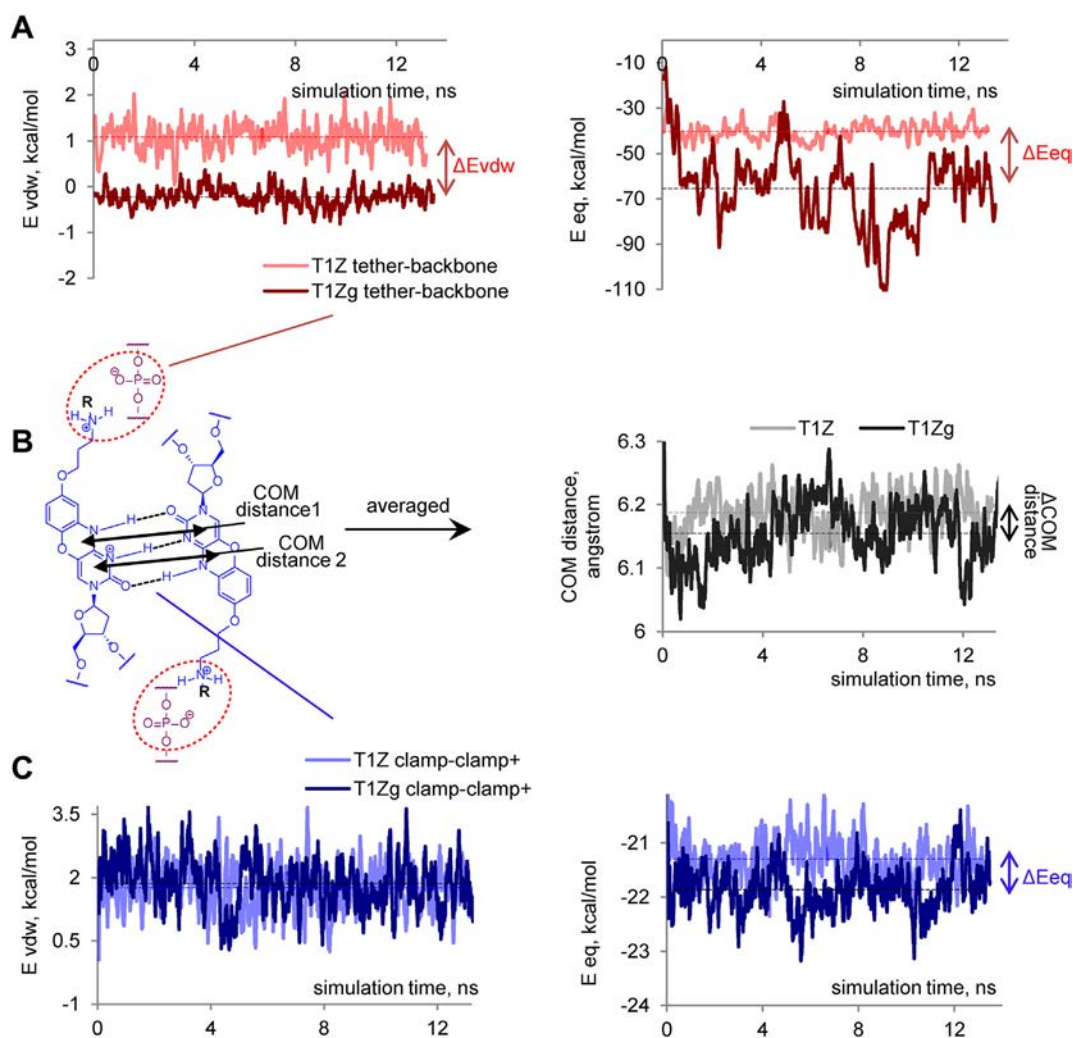 A
3
2
1
0
-1
-2
E vdw, kcal/mol
0
4
8
12
simulation time, ns
ΔEvdw
T1Z tether-backbone
T1Zg tether-backbone
-10
-30
-50
-70
-90
-110
E eq, kcal/mol
0
4
8
12
simulation time, ns
ΔEeq
B
O
⊖O-P=O
O
R
H-N-H
⊕
O
O
O
O
N
H
O
N
COM
distance1
O
N
H
N
O
COM
distance 2
⊕
N
O
H
N
O
O
O
O
O
H-N-H
⊕
R
O
O=P-O⊖
O
averaged
T1Z
T1Zg
6.3
6.2
6.1
6
COM distance,
angstrom
0
4
8
12
simulation time, ns
ΔCOM
distance
C
T1Z clamp-clamp+
T1Zg clamp-clamp+
3.5
2
0.5
-1
E vdw, kcal/mol
simulation time, ns
0
4
8
12
-21
-22
-23
-24
E eq, kcal/mol
simulation time, ns
0
4
8
12
ΔEeq